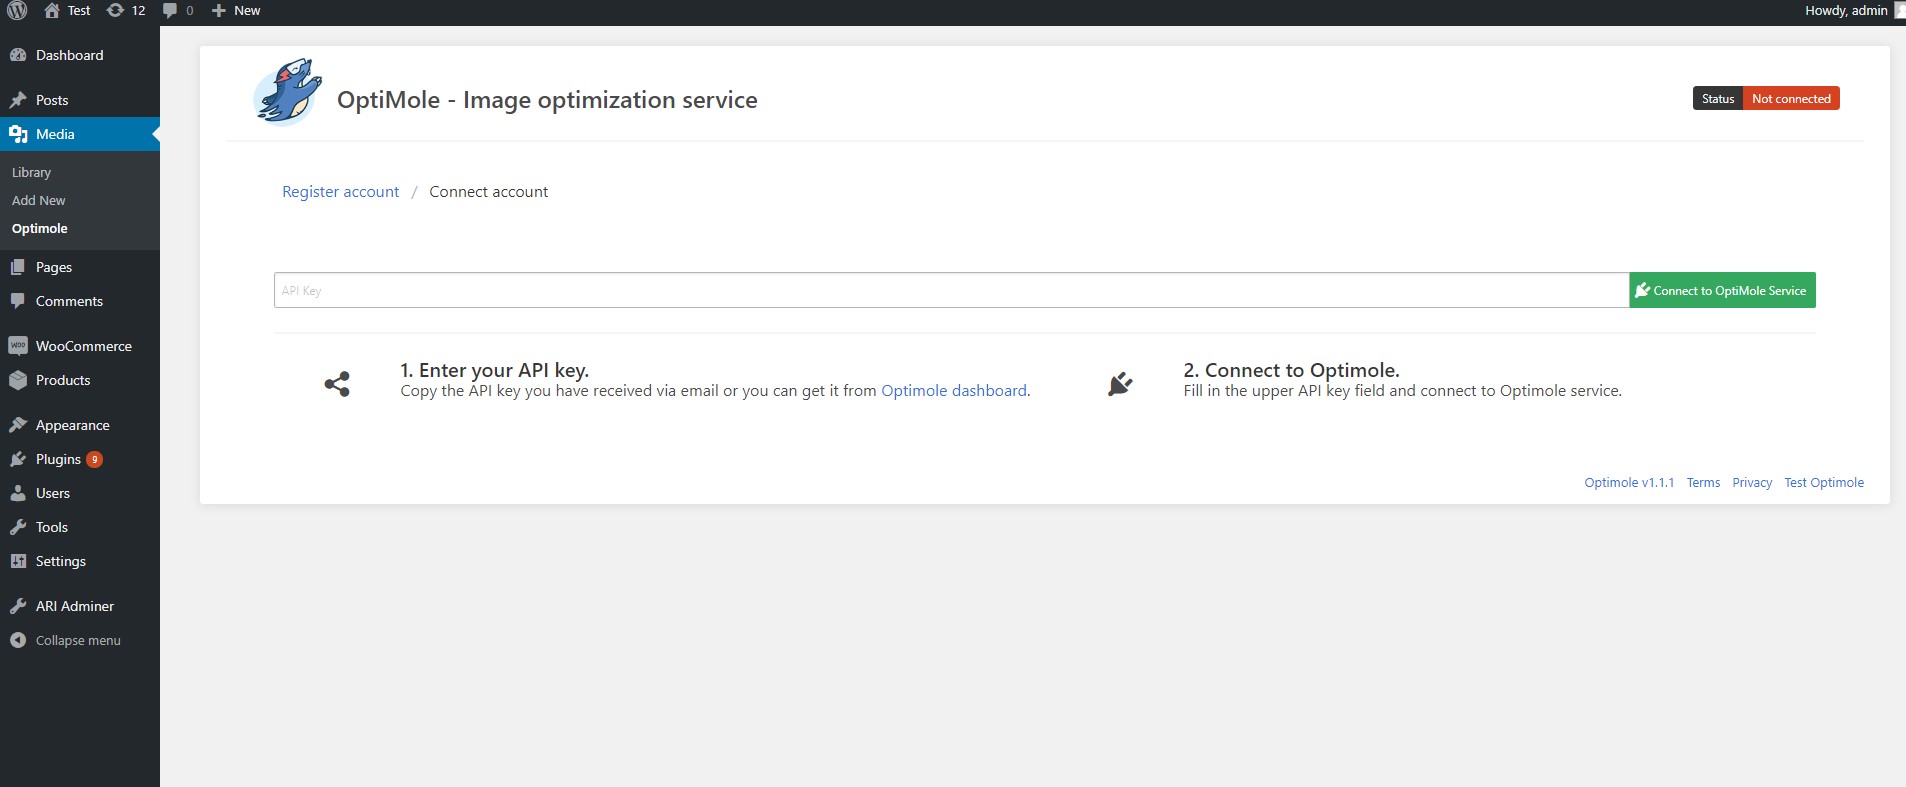 Test 12 0 New Howdy, admin
Dashboard
Posts
Media
Library
Add New
Optimole
Pages
Comments
WooCommerce
Products
Appearance
Plugins 9
Users
Tools
Settings
ARI Adminer
Collapse menu
OptiMole - Image optimization service
Status Not connected
Register account / Connect account
API Key
Connect to OptiMole Service
1. Enter your API key.
Copy the API key you have received via email or you can get it from Optimole dashboard.
2. Connect to Optimole.
Fill in the upper API key field and connect to Optimole service.
Optimole v1.1.1 Terms Privacy Test Optimole